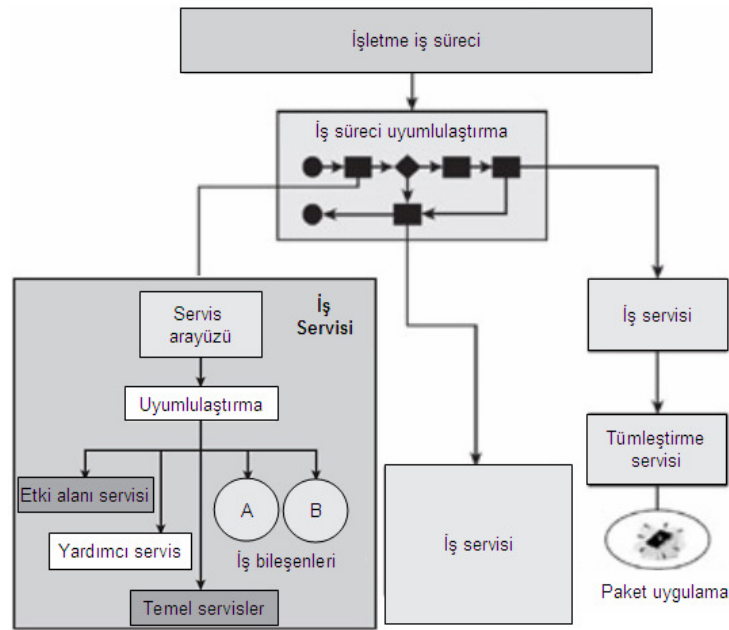 İşletme iş süreci
İş süreci uyumlulaştırma
İş
Servisi
Servis
arayüzü
Uyumlulaştırma
Etki alanı servisi
Yardımcı servis
A
B
İş bileşenleri
Temel servisler
İş servisi
İş servisi
Tümleştirme
servisi
Paket uygulama